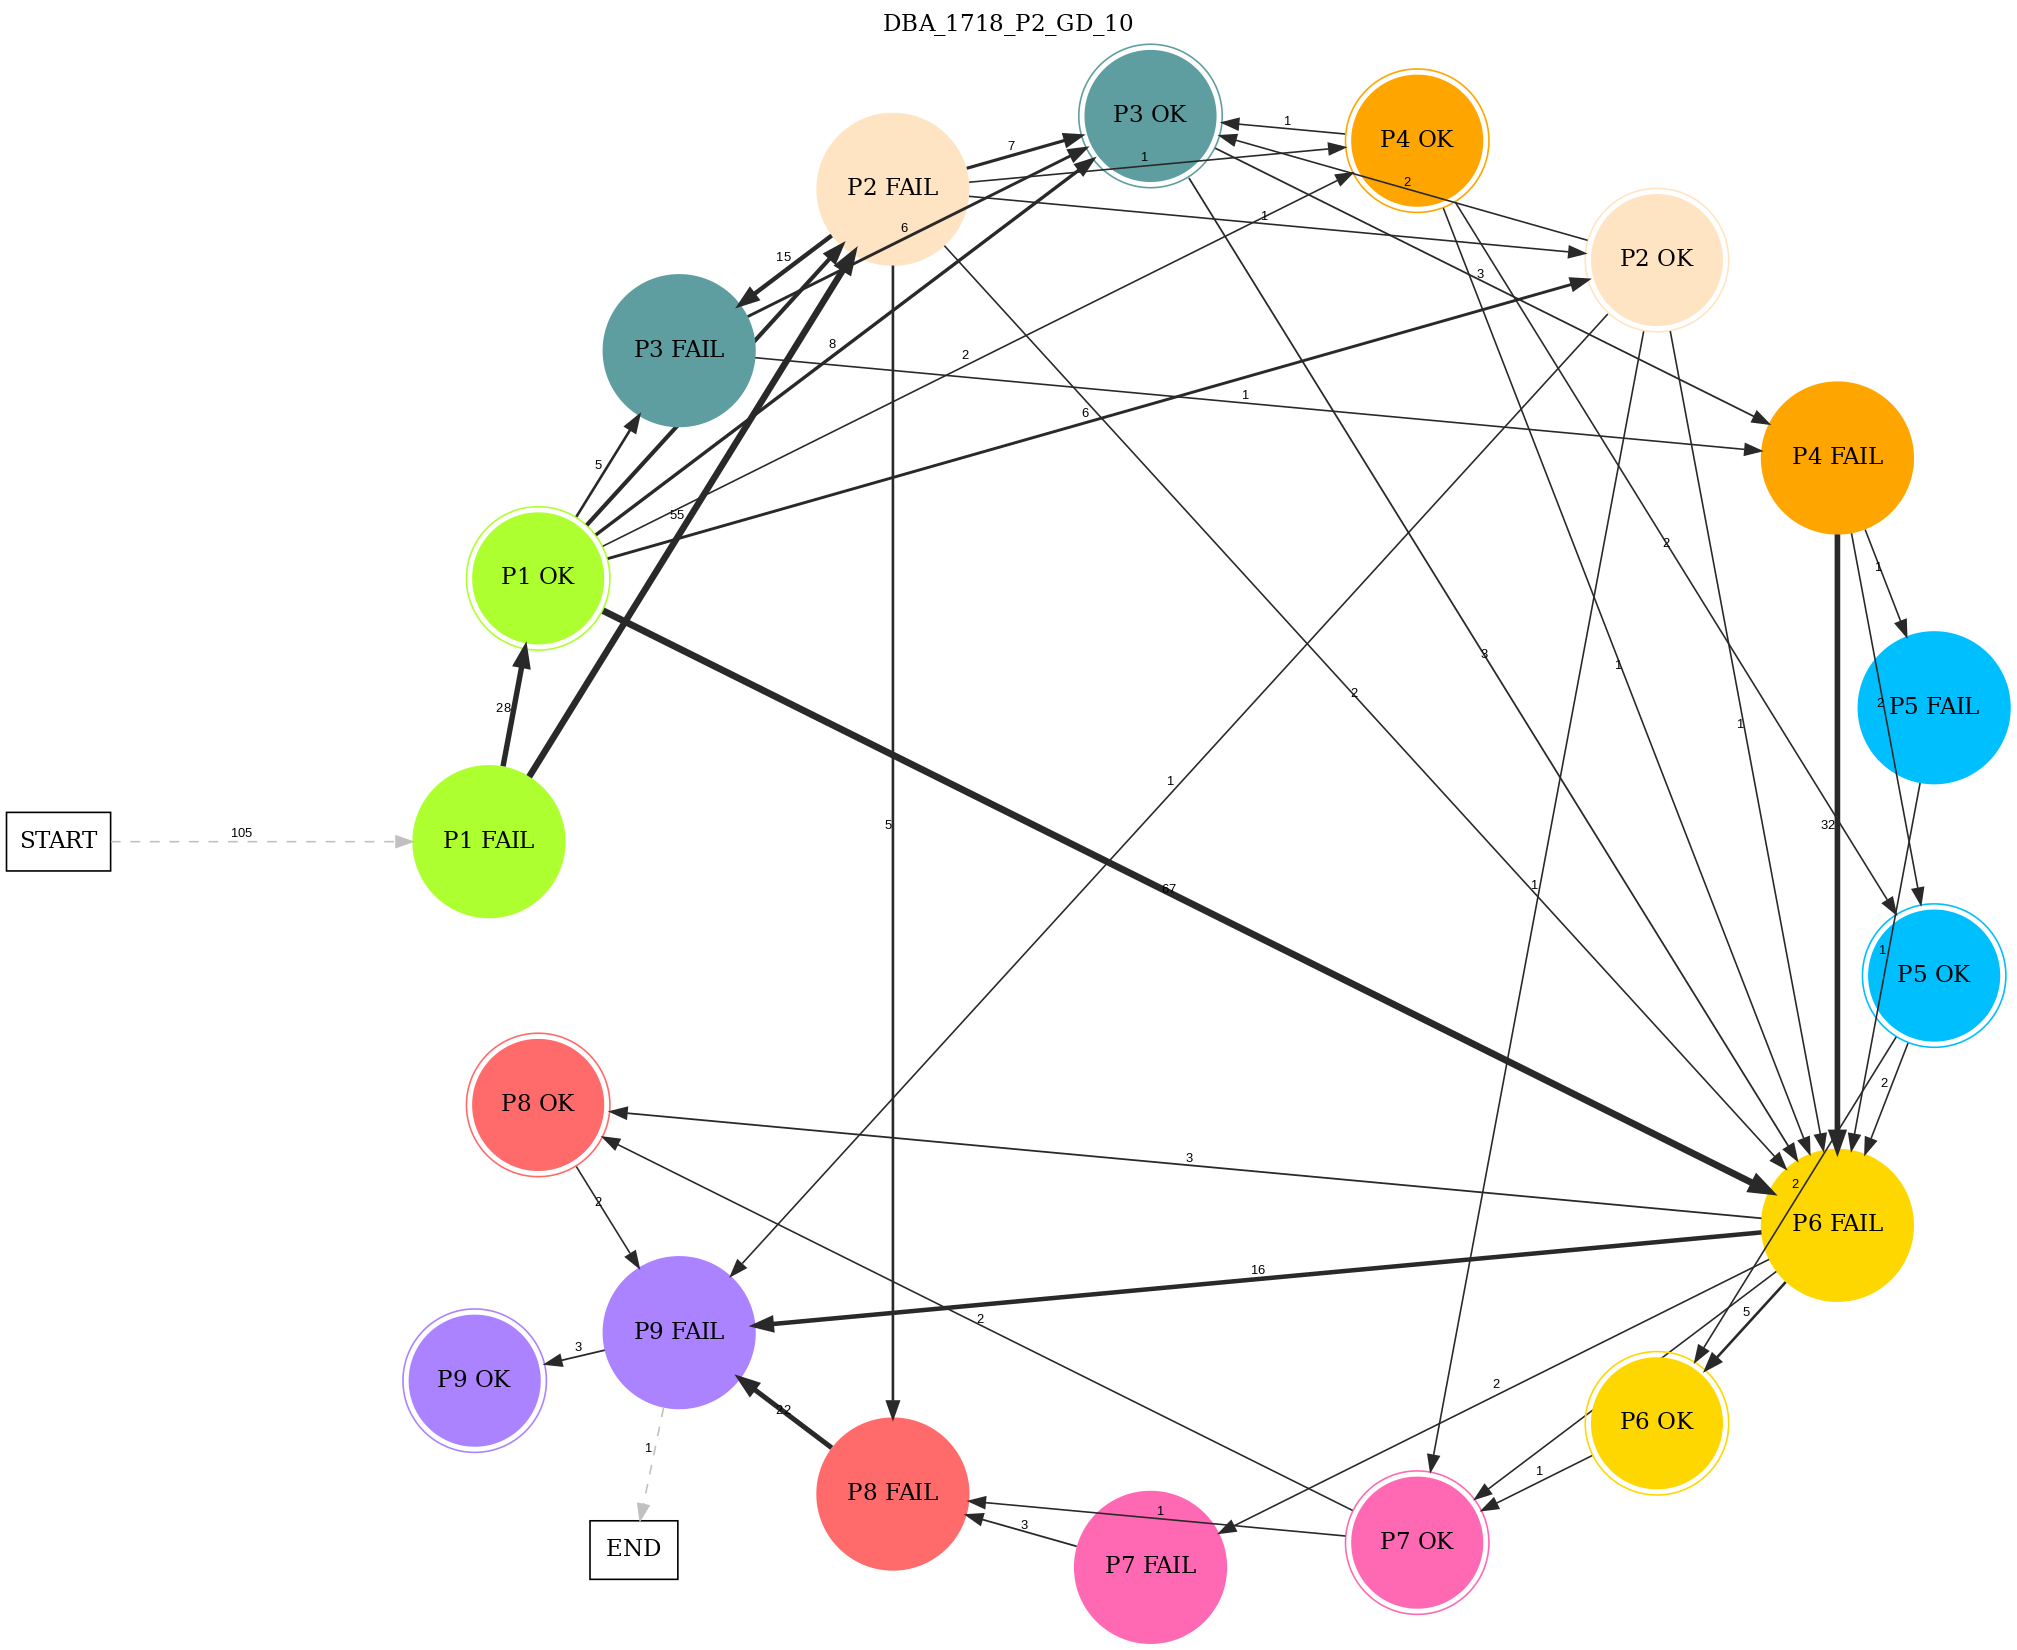 DBA_1718_P2_GD_10
P3 OK
P4 OK
1
7
1
P2 FAIL
2
1
6
P2 OK
15
3
P3 FAIL
8
2
1
6
P4 FAIL
5
55
2
1
P1 OK
3
1
2
2
P5 FAIL
28
1
1
5
32
START
105
P1 FAIL
67
1
1
P5 OK
2
P8 OK
3
2
2
P6 FAIL
16
5
2
P9 FAIL
3
P9 OK
2
2
22
P6 OK
1
1
P8 FAIL
1
3
END
P7 FAIL
P7 OK